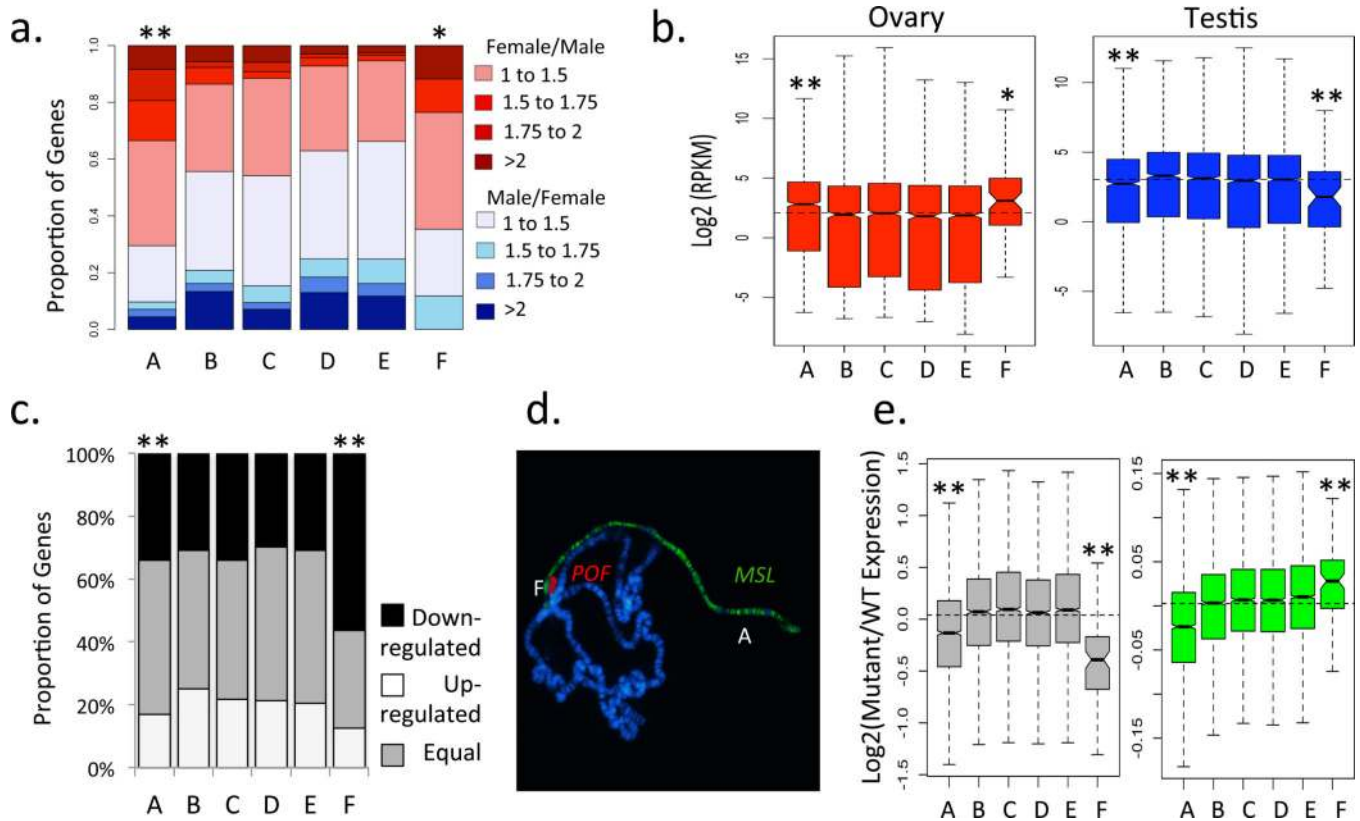 a.
**
*
Proportion of Genes
1.0
0.8
0.6
0.4
0.2
0.0
A B C D E F
Female/Male
1 to 1.5
1.5 to 1.75
1.75 to 2
>2
Male/Female
1 to 1.5
1.5 to 1.75
1.75 to 2
>2
b.
Ovary
Log2 (RPKM)
15
10
5
0
-5
**
*
A B C D E F
Testis
10
5
0
-5
**
**
A B C D E F
c.
**
**
Proportion of Genes
100%
80%
60%
40%
20%
0%
A B C D E F
Down-
regulated
Up-
regulated
Equal
d.
F
POF
MSL
A
e.
Log2(Mutant/WT Expression)
1.5
1.0
0.5
0.0
-0.5
-1.0
-1.5
**
**
A B C D E F
0.15
0.05
-0.05
-0.15
**
**
A B C D E F